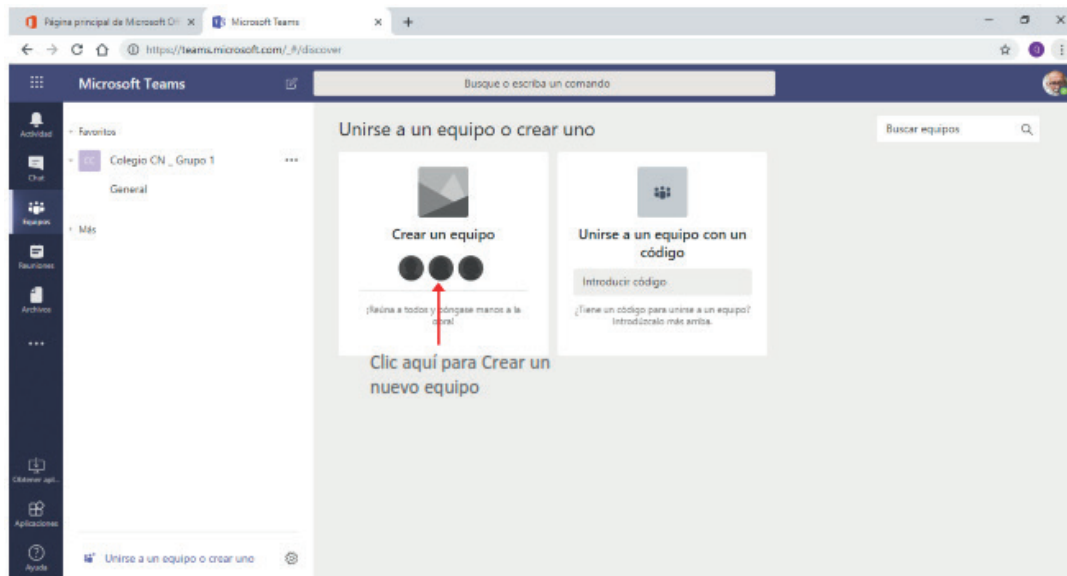 Página principal de Microsoft Of
Microsoft Teams
https://teams.microsoft.com/_#/discover
Microsoft Teams
Busque o escriba un comando
Actividad
Chat
Equipos
Reuniones
Archivos
Favoritos
CC
Colegio CN _ Grupo 1
General
Más
Unirse a un equipo o crear uno
Buscar equipos
Crear un equipo
¡Reúna a todos y póngase manos a la
obra!
Unirse a un equipo con un
código
Introducir código
¿Tiene un código para unirse a un equipo?
Introdúzcalo más arriba.
Clic aquí para Crear un
nuevo equipo
Obtener apl...
Aplicaciones
Ayuda
Unirse a un equipo o crear uno